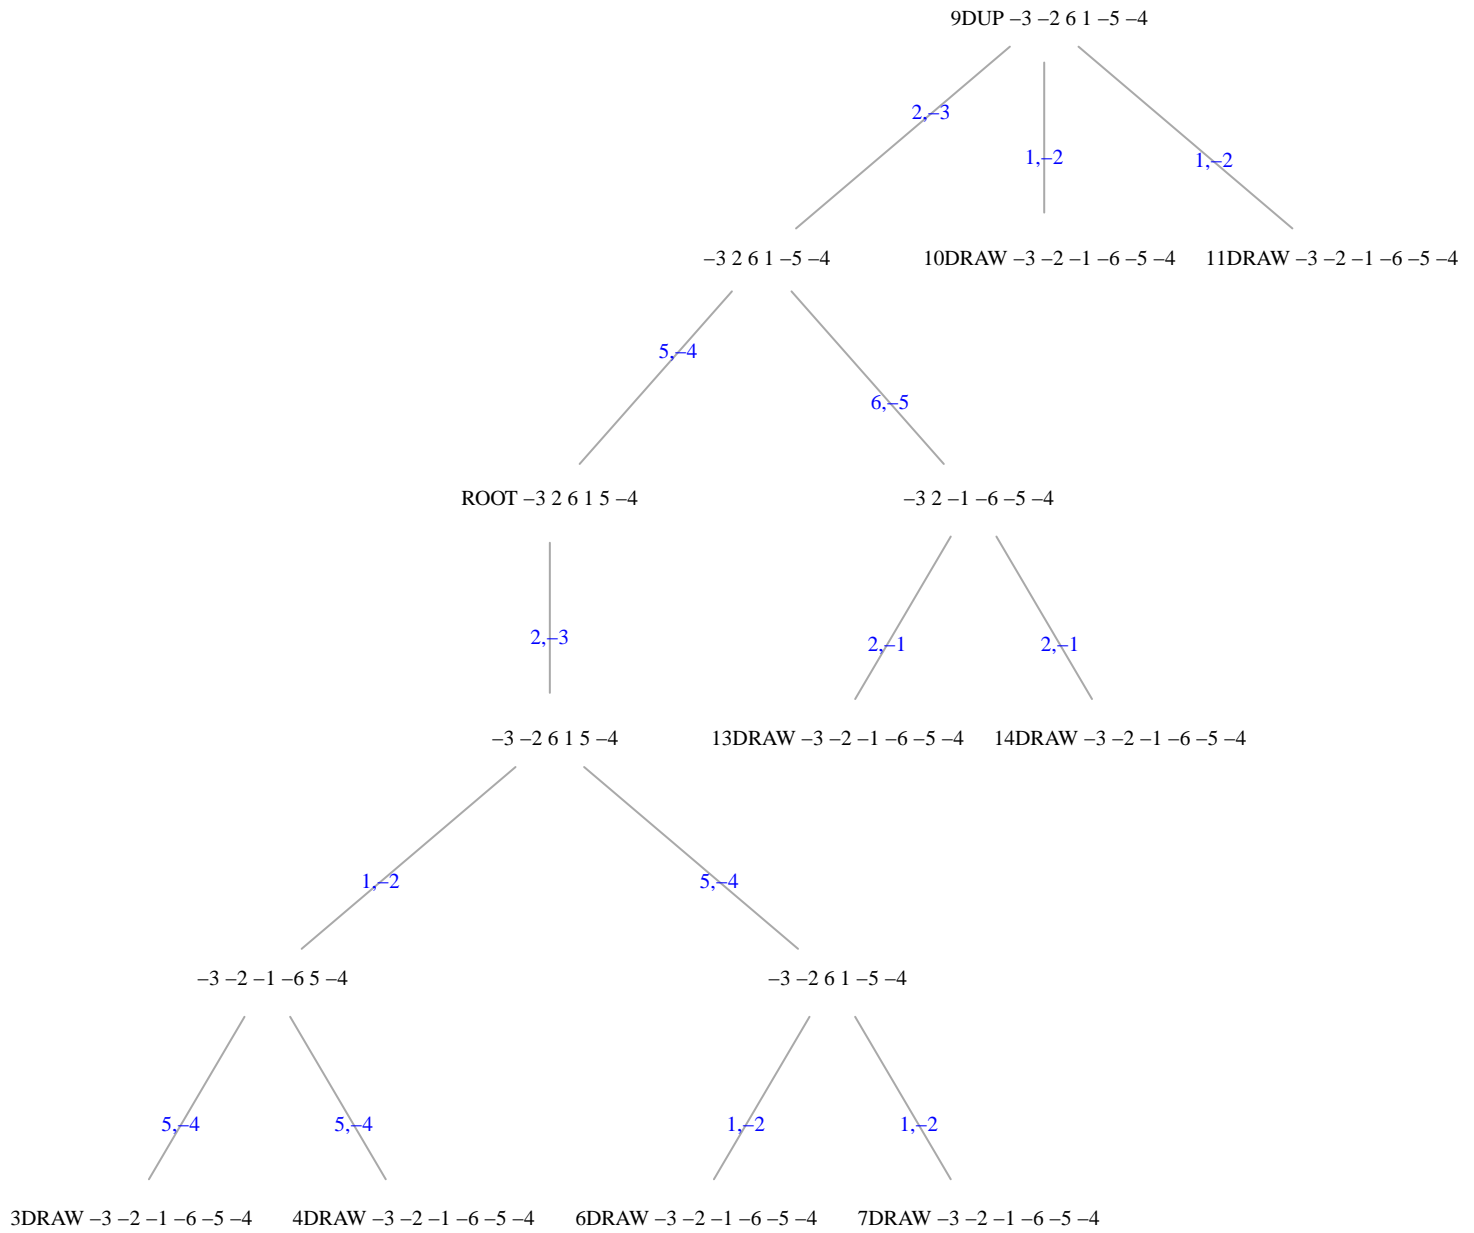 9DUP –3 –2 6 1 –5 –4
2,–3
1,–2
1,–2
–3 2 6 1 –5 –4
10DRAW –3 –2 –1 –6 –5 –4
11DRAW –3 –2 –1 –6 –5 –4
5,–4
6,–5
ROOT –3 2 6 1 5 –4
–3 2 –1 –6 –5 –4
2,–3
2,–1
2,–1
–3 –2 6 1 5 –4
13DRAW –3 –2 –1 –6 –5 –4
14DRAW –3 –2 –1 –6 –5 –4
1,–2
5,–4
–3 –2 –1 –6 5 –4
–3 –2 6 1 –5 –4
5,–4
5,–4
1,–2
1,–2
3DRAW –3 –2 –1 –6 –5 –4
4DRAW –3 –2 –1 –6 –5 –4
6DRAW –3 –2 –1 –6 –5 –4
7DRAW –3 –2 –1 –6 –5 –4